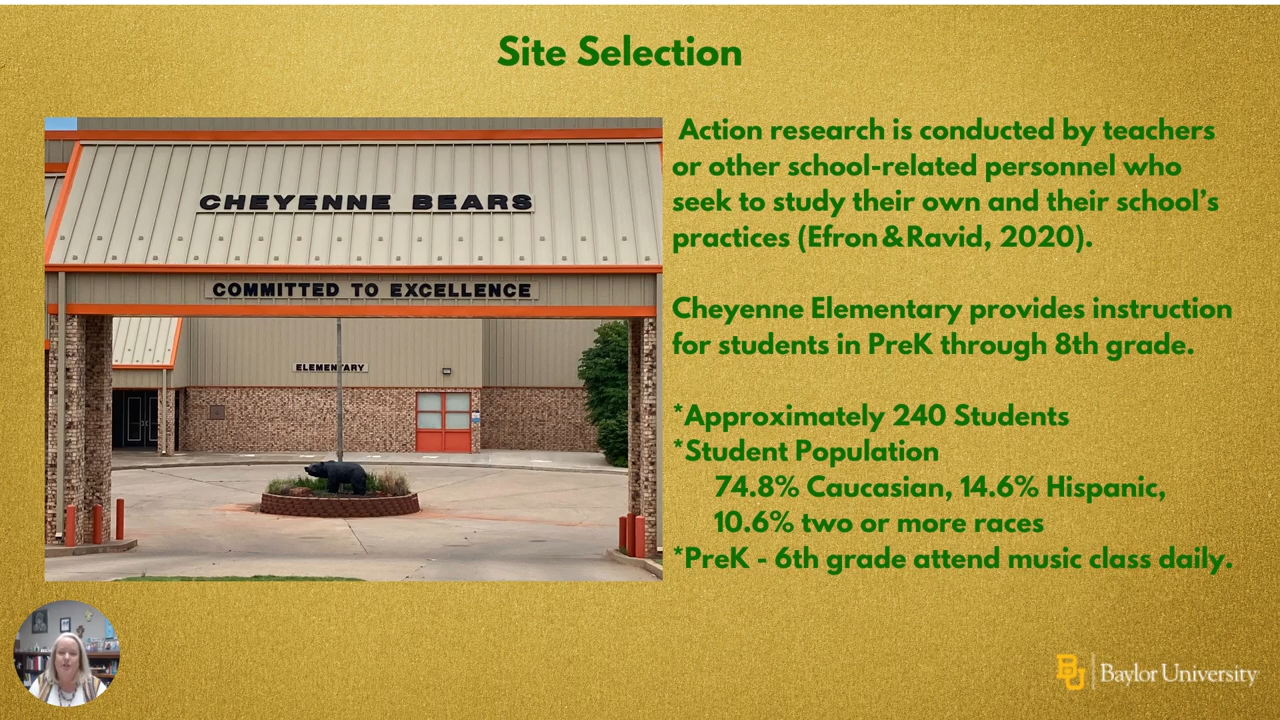 Site Selection
CHEYENNE BEARS
COMMITTED TO EXCELLENCE
ELEMENTARY
Action research is conducted by teachers
or other school-related personnel who
seek to study their own and their school’s
practices (Efron & Ravid, 2020).
Cheyenne Elementary provides instruction
for students in PreK through 8th grade.
*Approximately 240 Students
*Student Population
74.8% Caucasian, 14.6% Hispanic,
10.6% two or more races
*PreK - 6th grade attend music class daily.
BU Baylor University